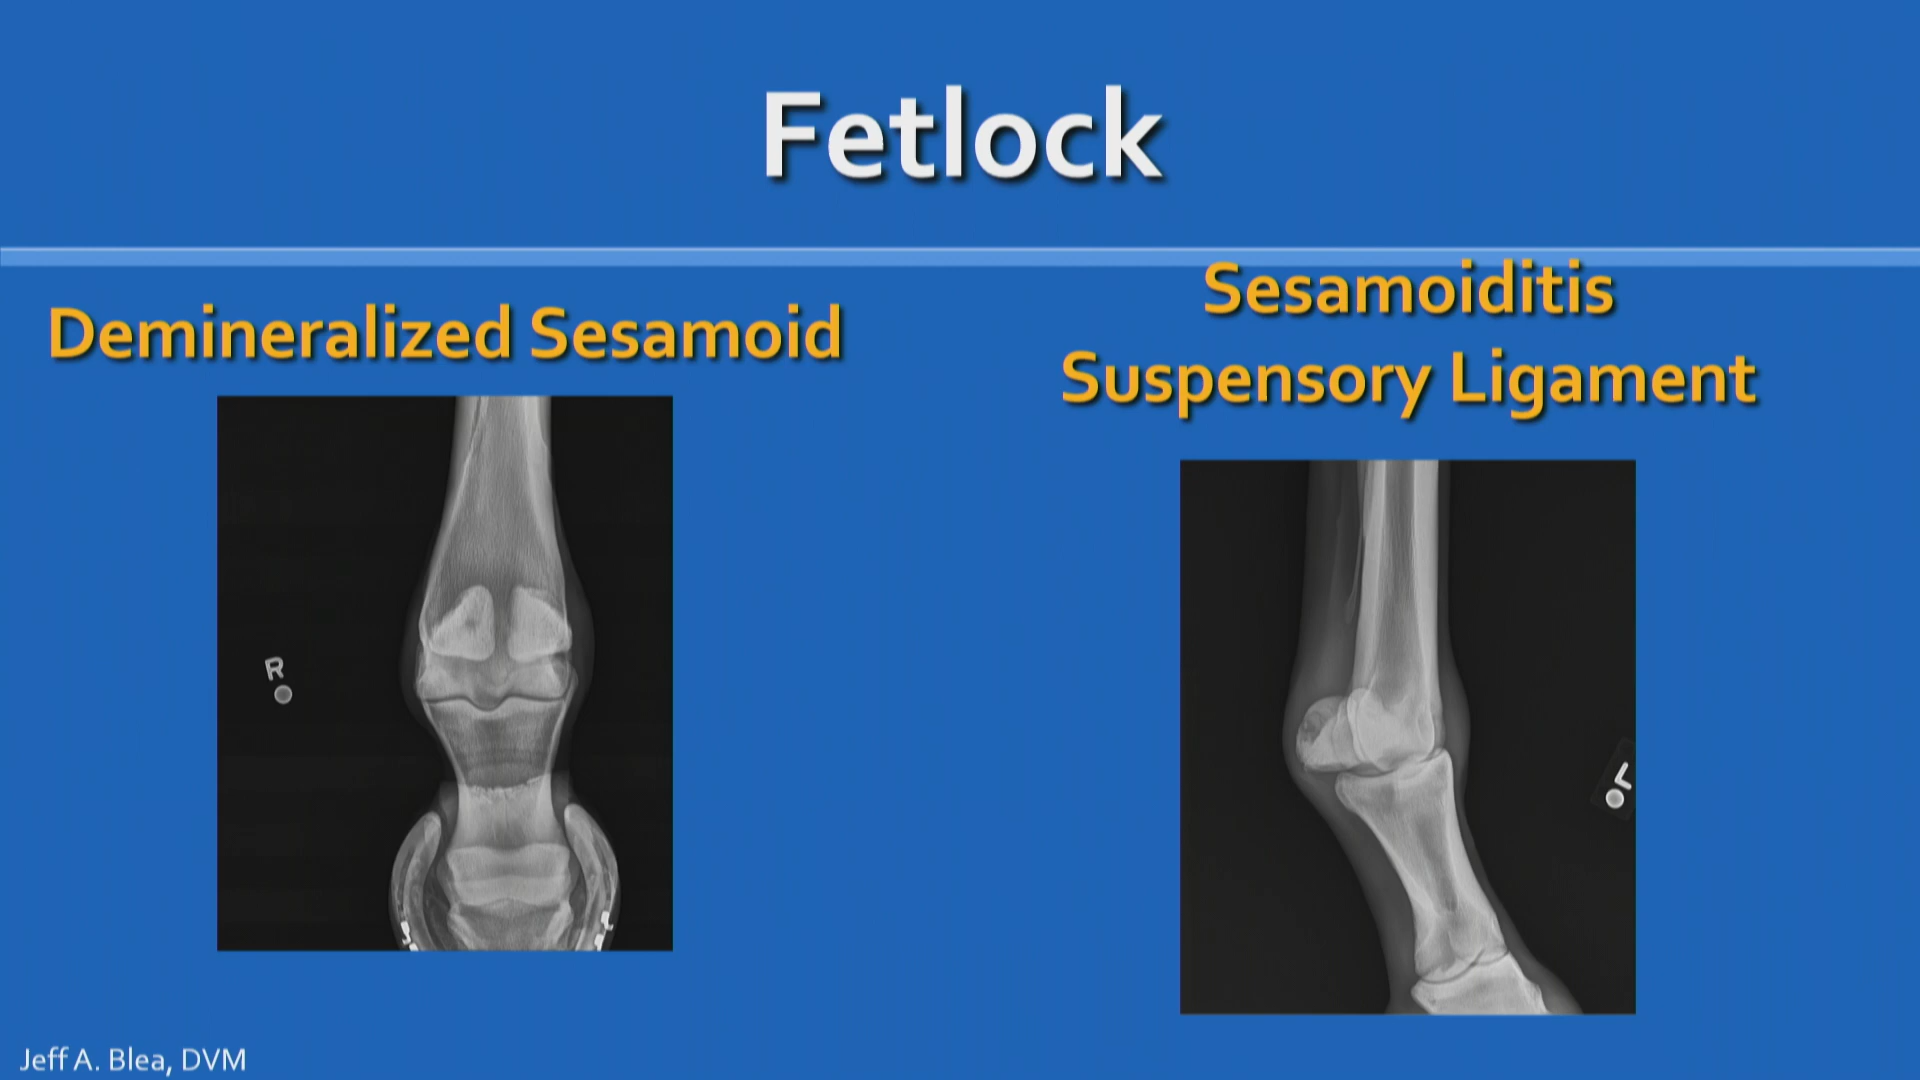 Fetlock
Demineralized Sesamoid
Sesamoiditis
Suspensory Ligament
R
L
Jeff A. Blea, DVM